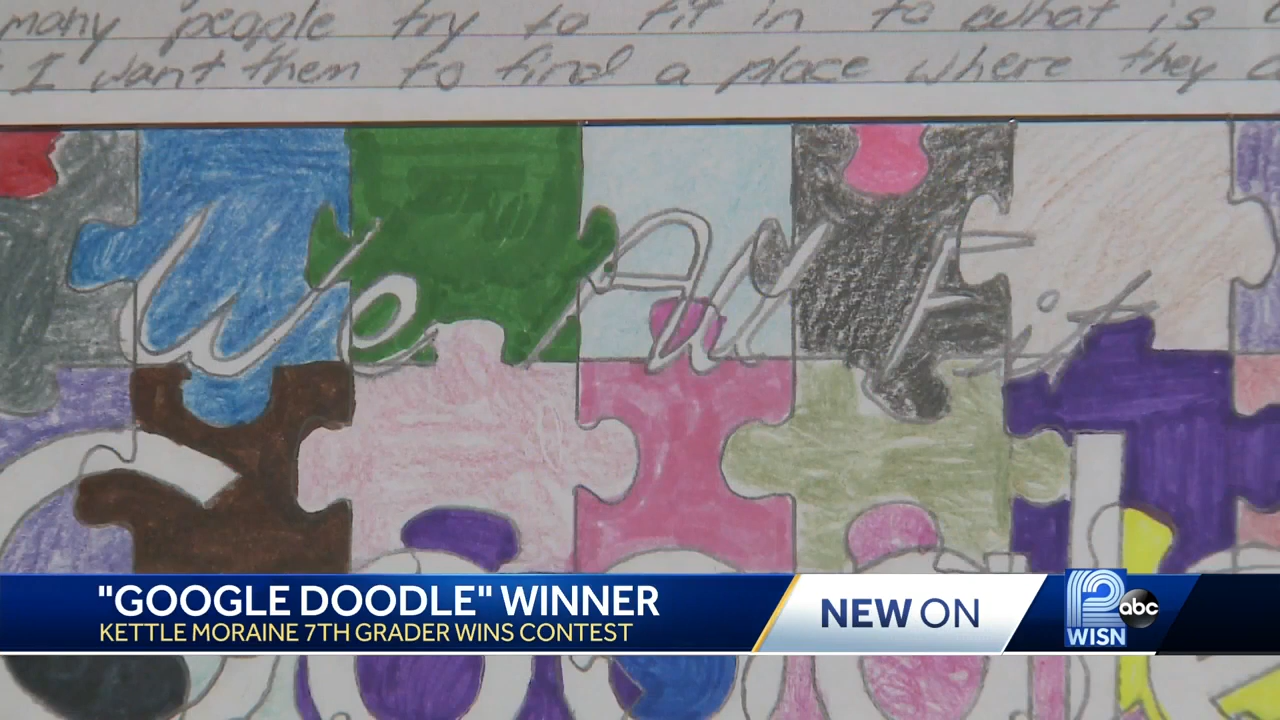 many people try to fit in to what is
I want them to find a place where they
We All Fit
"GOOGLE DOODLE" WINNER
KETTLE MORAINE 7TH GRADER WINS CONTEST
NEW ON
12
abc
WISN